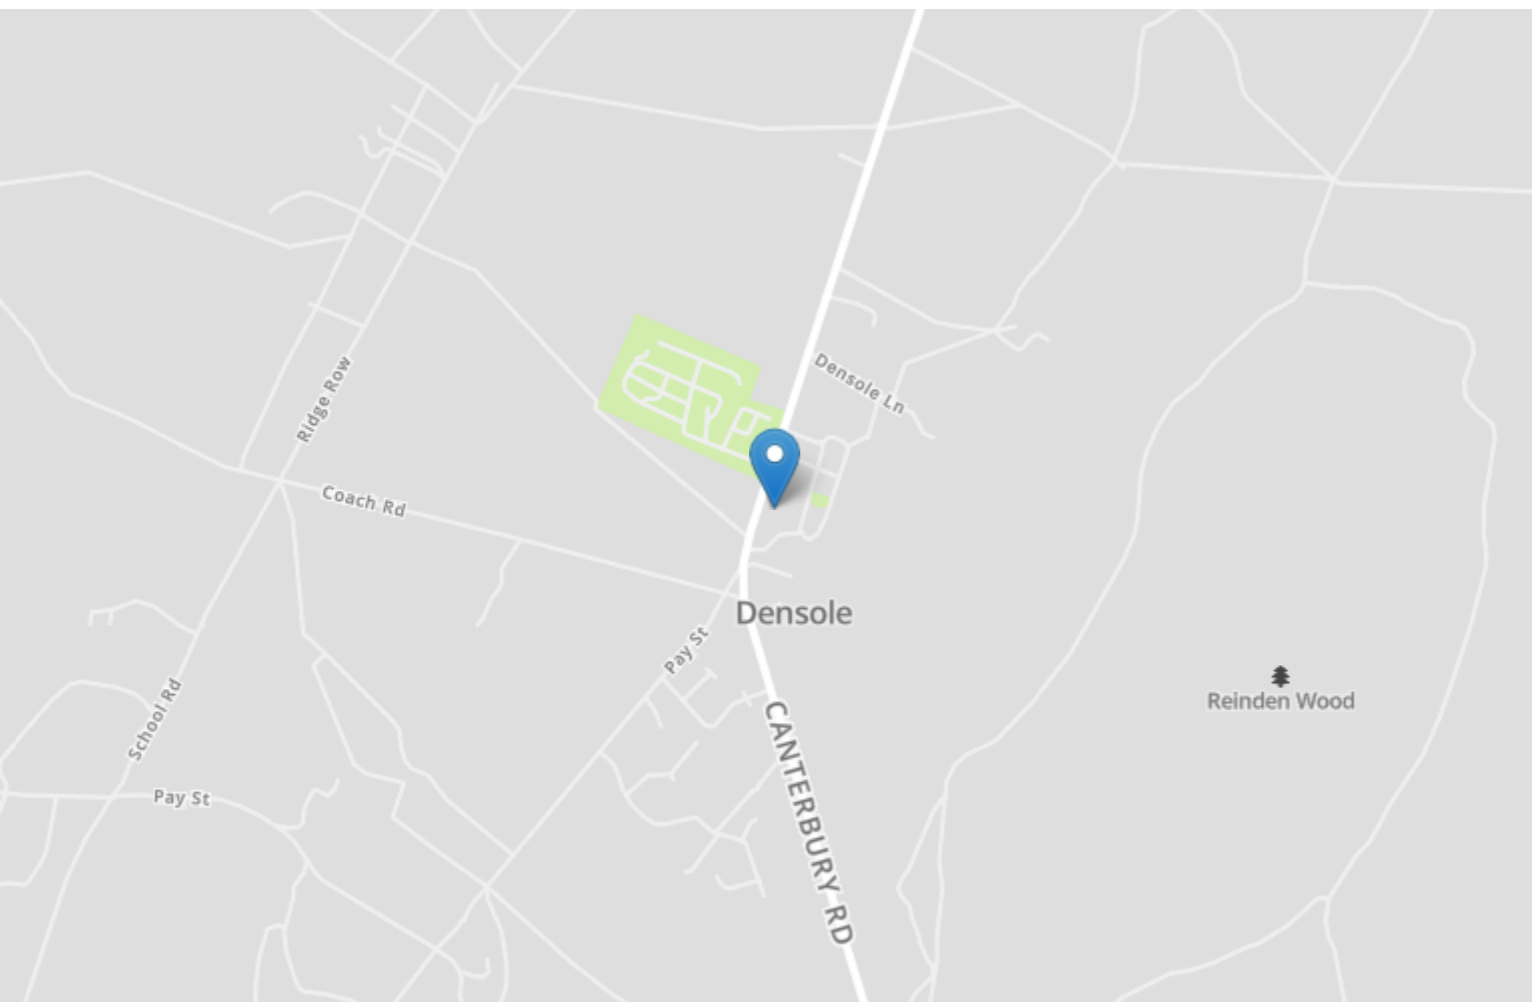 Ridge Row
Densole Ln
Coach Rd
Densole
Pay St
School Rd
Reinden Wood
CANTERBURY RD
Pay St